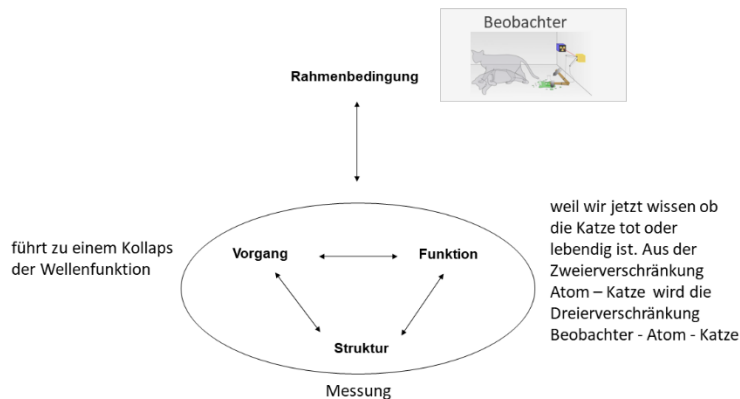 Beobachter
Rahmenbedingung
führt zu einem Kollaps
der Wellenfunktion
Vorgang
Funktion
Struktur
Messung
weil wir jetzt wissen ob
die Katze tot oder
lebendig ist. Aus der
Zweierverschränkung
Atom – Katze wird die
Dreierverschränkung
Beobachter - Atom - Katze